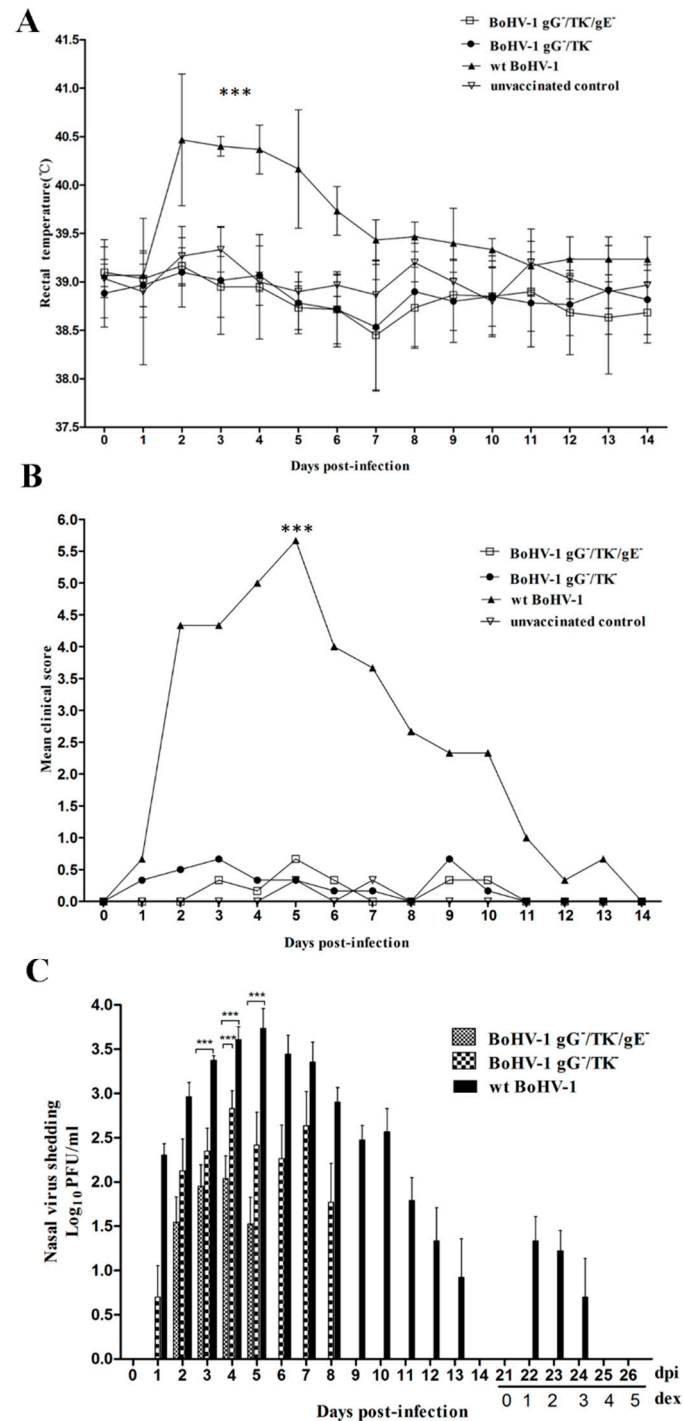 A
BoHV-1 gG⁻/TK⁻/gE⁻
BoHV-1 gG⁻/TK⁻
wt BoHV-1
unvaccinated control
***
41.5
41.0
40.5
40.0
39.5
39.0
38.5
38.0
37.5
Rectal temperature(℃)
0 1 2 3 4 5 6 7 8 9 10 11 12 13 14
Days post-infection
B
BoHV-1 gG⁻/TK⁻/gE⁻
BoHV-1 gG⁻/TK⁻
wt BoHV-1
unvaccinated control
***
6.0
5.5
5.0
4.5
4.0
3.5
3.0
2.5
2.0
1.5
1.0
0.5
0.0
Mean clinical score
0 1 2 3 4 5 6 7 8 9 10 11 12 13 14
Days post-infection
C
BoHV-1 gG⁻/TK⁻/gE⁻
BoHV-1 gG⁻/TK⁻
wt BoHV-1
***
***
***
***
4.0
3.5
3.0
2.5
2.0
1.5
1.0
0.5
0.0
Nasal virus shedding
Log₁₀ PFU/ml
0 1 2 3 4 5 6 7 8 9 10 11 12 13 14 21 22 23 24 25 26 dpi
0 1 2 3 4 5 dex
Days post-infection